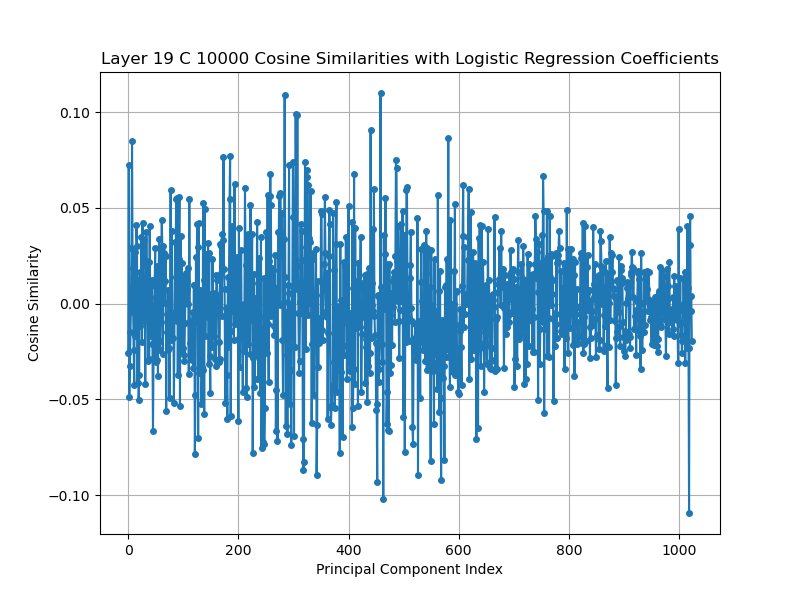 Layer 19 C 10000 Cosine Similarities with Logistic Regression Coefficients
0.10
0.05
0.00
−0.05
−0.10
Cosine Similarity
0 200 400 600 800 1000
Principal Component Index